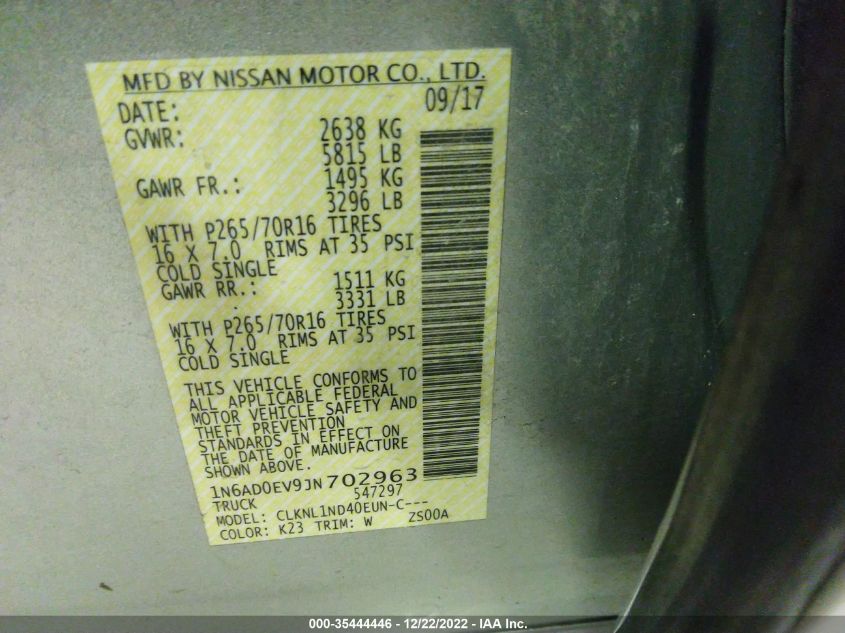 MFD BY NISSAN MOTOR CO., LTD.
DATE: 09/17
GVWR: 2638 KG
5815 LB
GAWR FR.: 1495 KG
3296 LB
WITH P265/70R16 TIRES
16 X 7.0 RIMS AT 35 PSI
COLD SINGLE
GAWR RR.: 1511 KG
3331 LB
WITH P265/70R16 TIRES
16 X 7.0 RIMS AT 35 PSI
COLD SINGLE
THIS VEHICLE CONFORMS TO
ALL APPLICABLE FEDERAL
MOTOR VEHICLE SAFETY AND
THEFT PREVENTION
STANDARDS IN EFFECT ON
THE DATE OF MANUFACTURE
SHOWN ABOVE.
1N6AD0EV9JN702963
TRUCK 547297
MODEL: CLKNL1ND40EUN-C---
COLOR: K23 TRIM: W ZS00A
000-35444446 - 12/22/2022 - IAA Inc.